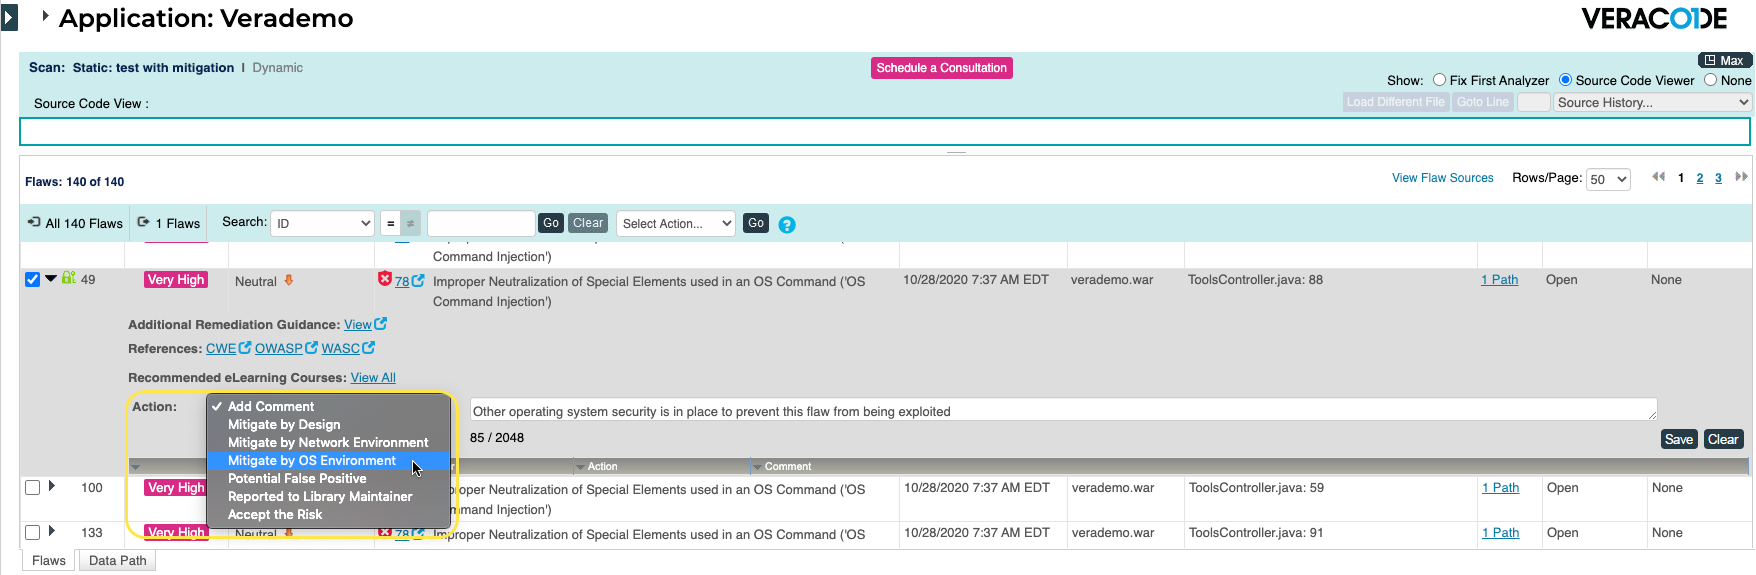 Application: Verademo
VERACODE
Scan: Static: test with mitigation | Dynamic
Schedule a Consultation
Max
Show: Fix First Analyzer Source Code Viewer None
Source Code View :
Load Different File Goto Line Source History...
Flaws: 140 of 140
View Flaw Sources Rows/Page: 50 1 2 3
All 140 Flaws 1 Flaws Search: ID = ≠ Go Clear Select Action... Go ?
Command Injection')
49 Very High Neutral 78 Improper Neutralization of Special Elements used in an OS Command ('OS 10/28/2020 7:37 AM EDT verademo.war ToolsController.java: 88 1 Path Open None
Command Injection')
Additional Remediation Guidance: View
References: CWE OWASP WASC
Recommended eLearning Courses: View All
Action: ✓ Add Comment
Other operating system security is in place to prevent this flaw from being exploited
Mitigate by Design
85 / 2048
Mitigate by Network Environment
Save Clear
Mitigate by OS Environment
Action Comment
Potential False Positive
Reported to Library Maintainer
Accept the Risk
100 Very High proper Neutralization of Special Elements used in an OS Command ('OS 10/28/2020 7:37 AM EDT verademo.war ToolsController.java: 59 1 Path Open None
mmand Injection')
133 Very High Neutral 78 Improper Neutralization of Special Elements used in an OS Command ('OS 10/28/2020 7:37 AM EDT verademo.war ToolsController.java: 91 1 Path Open None
Flaws Data Path